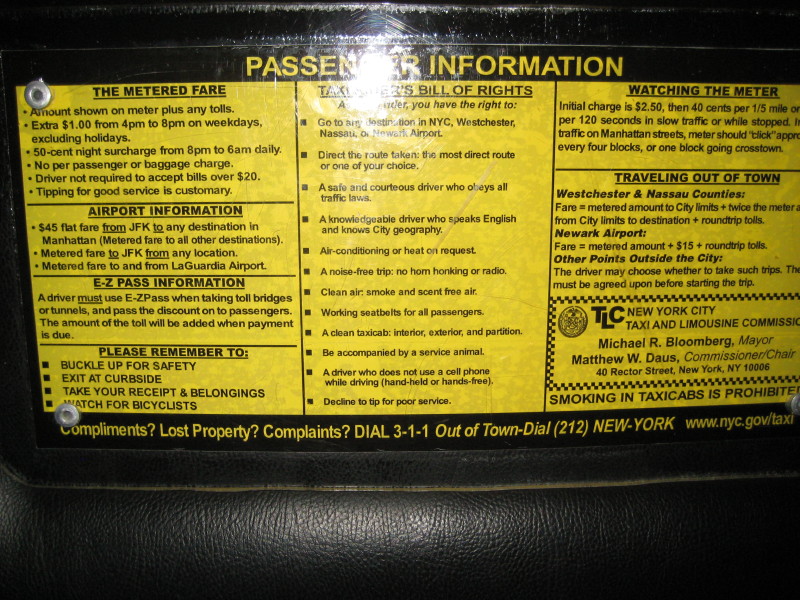 PASSENGER INFORMATION
THE METERED FARE
• Amount shown on meter plus any tolls.
• Extra $1.00 from 4pm to 8pm on weekdays,
excluding holidays.
• 50-cent night surcharge from 8pm to 6am daily.
• No per passenger or baggage charge.
• Driver not required to accept bills over $20.
• Tipping for good service is customary.
AIRPORT INFORMATION
• $45 flat fare from JFK to any destination in
Manhattan (Metered fare to all other destinations).
• Metered fare to JFK from any location.
• Metered fare to and from LaGuardia Airport.
E-Z PASS INFORMATION
A driver must use E-ZPass when taking toll bridges
or tunnels, and pass the discount on to passengers.
The amount of the toll will be added when payment
is due.
PLEASE REMEMBER TO:
■ BUCKLE UP FOR SAFETY
■ EXIT AT CURBSIDE
■ TAKE YOUR RECEIPT & BELONGINGS
■ WATCH FOR BICYCLISTS
TAXI RIDER'S BILL OF RIGHTS
As a rider, you have the right to:
■ Go to any destination in NYC, Westchester,
Nassau, or Newark Airport.
■ Direct the route taken: the most direct route
or one of your choice.
■ A safe and courteous driver who obeys all
traffic laws.
■ A knowledgeable driver who speaks English
and knows City geography.
■ Air-conditioning or heat on request.
■ A noise-free trip: no horn honking or radio.
■ Clean air: smoke and scent free air.
■ Working seatbelts for all passengers.
■ A clean taxicab: interior, exterior, and partition.
■ Be accompanied by a service animal.
■ A driver who does not use a cell phone
while driving (hand-held or hands-free).
■ Decline to tip for poor service.
WATCHING THE METER
Initial charge is $2.50, then 40 cents per 1/5 mile or
per 120 seconds in slow traffic or while stopped. In
traffic on Manhattan streets, meter should "click" appro
every four blocks, or one block going crosstown.
TRAVELING OUT OF TOWN
Westchester & Nassau Counties:
Fare = metered amount to City limits + twice the meter a
from City limits to destination + roundtrip tolls.
Newark Airport:
Fare = metered amount + $15 + roundtrip tolls.
Other Points Outside the City:
The driver may choose whether to take such trips. The
must be agreed upon before starting the trip.
TLC NEW YORK CITY
TAXI AND LIMOUSINE COMMISSIO
Michael R. Bloomberg, Mayor
Matthew W. Daus, Commissioner/Chair
40 Rector Street, New York, NY 10006
SMOKING IN TAXICABS IS PROHIBITE
Compliments? Lost Property? Complaints? DIAL 3-1-1 Out of Town-Dial (212) NEW-YORK www.nyc.gov/taxi